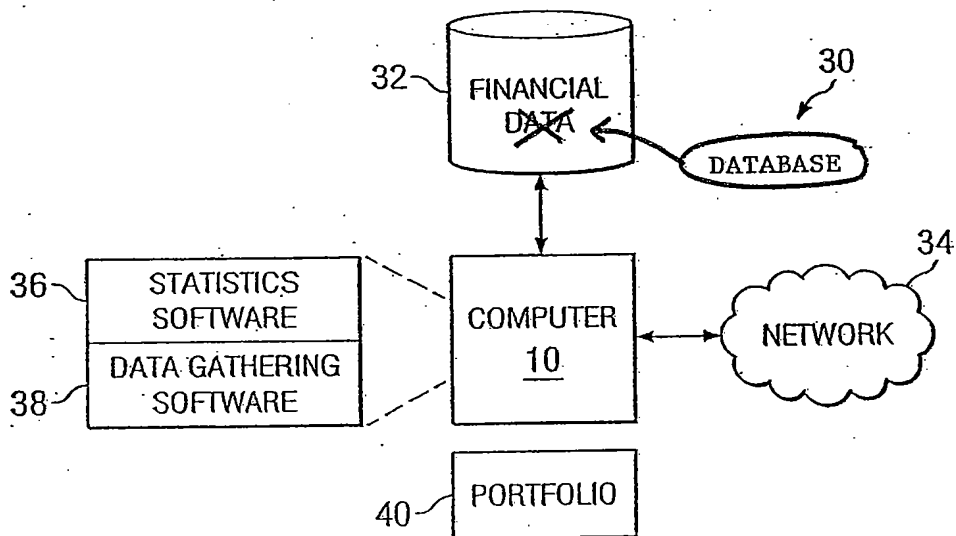 32
FINANCIAL
DATA
30
DATABASE
36
STATISTICS
SOFTWARE
38
DATA GATHERING
SOFTWARE
COMPUTER
10
34
NETWORK
40
PORTFOLIO